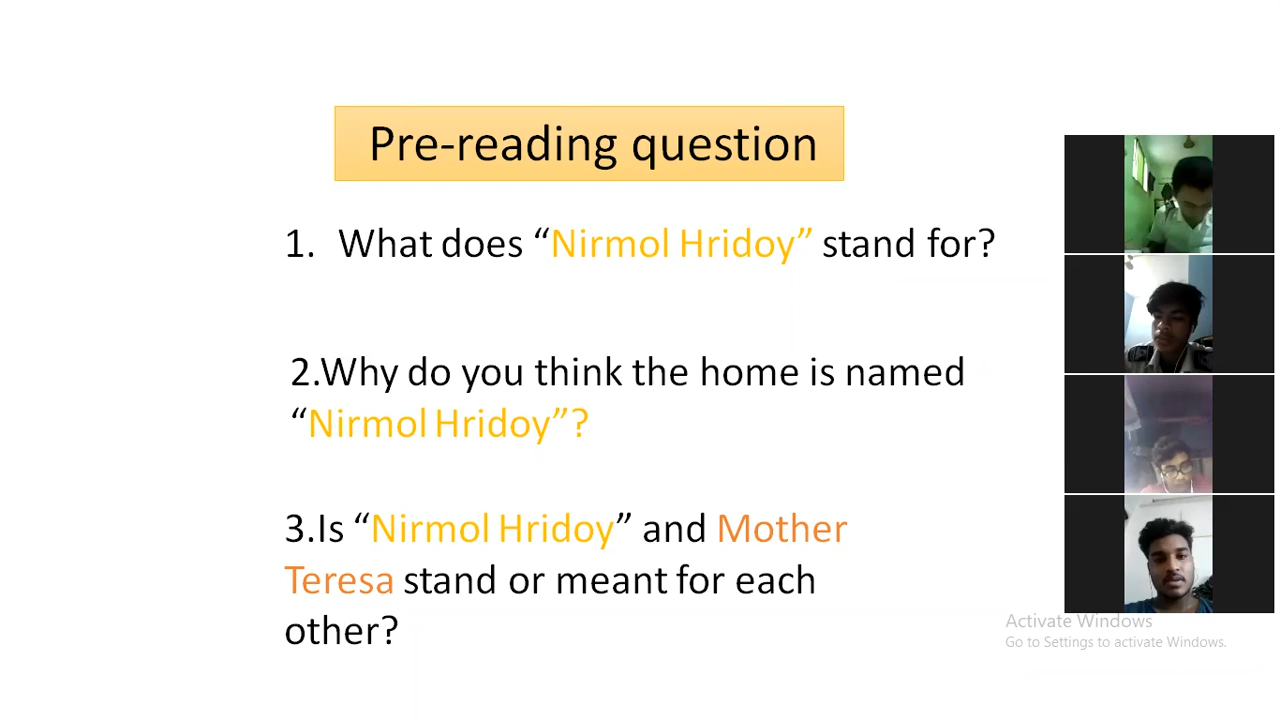 Pre-reading question
1. What does “Nirmol Hridoy” stand for?
2.Why do you think the home is named
“Nirmol Hridoy”?
3.Is “Nirmol Hridoy” and Mother
Teresa stand or meant for each
other?
Activate Windows
Go to Settings to activate Windows.